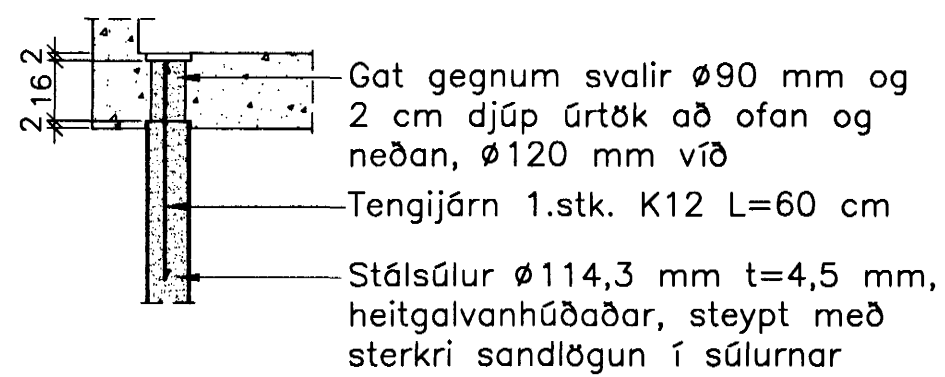 2
16
2
Gat gegnum svalir ø90 mm og
2 cm djúp úrtök að ofan og
neðan, ø120 mm víð
Tengijárn 1.stk. K12 L=60 cm
Stálsúlur ø114,3 mm t=4,5 mm,
heitgalvanhúðaðar, steypt með
sterkri sandlögun í súlurnar